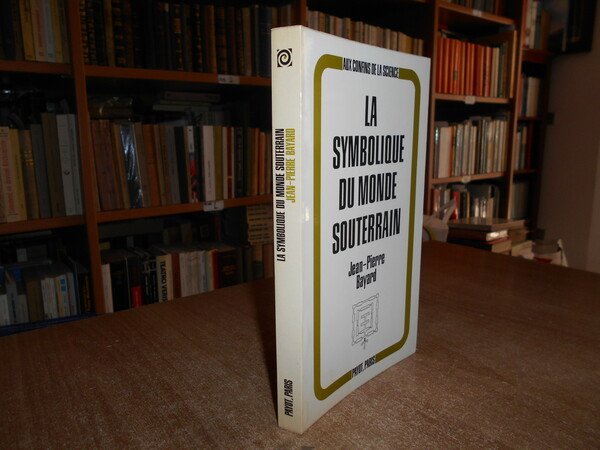 AUX CONFINS DE LA SCIENCE
LA
SYMBOLIQUE
DU MONDE
SOUTERRAIN
Jean-Pierre
Bayard
PAYOT, PARIS
LA SYMBOLIQUE DU MONDE SOUTERRAIN
JEAN-PIERRE BAYARD
PAYOT, PARIS